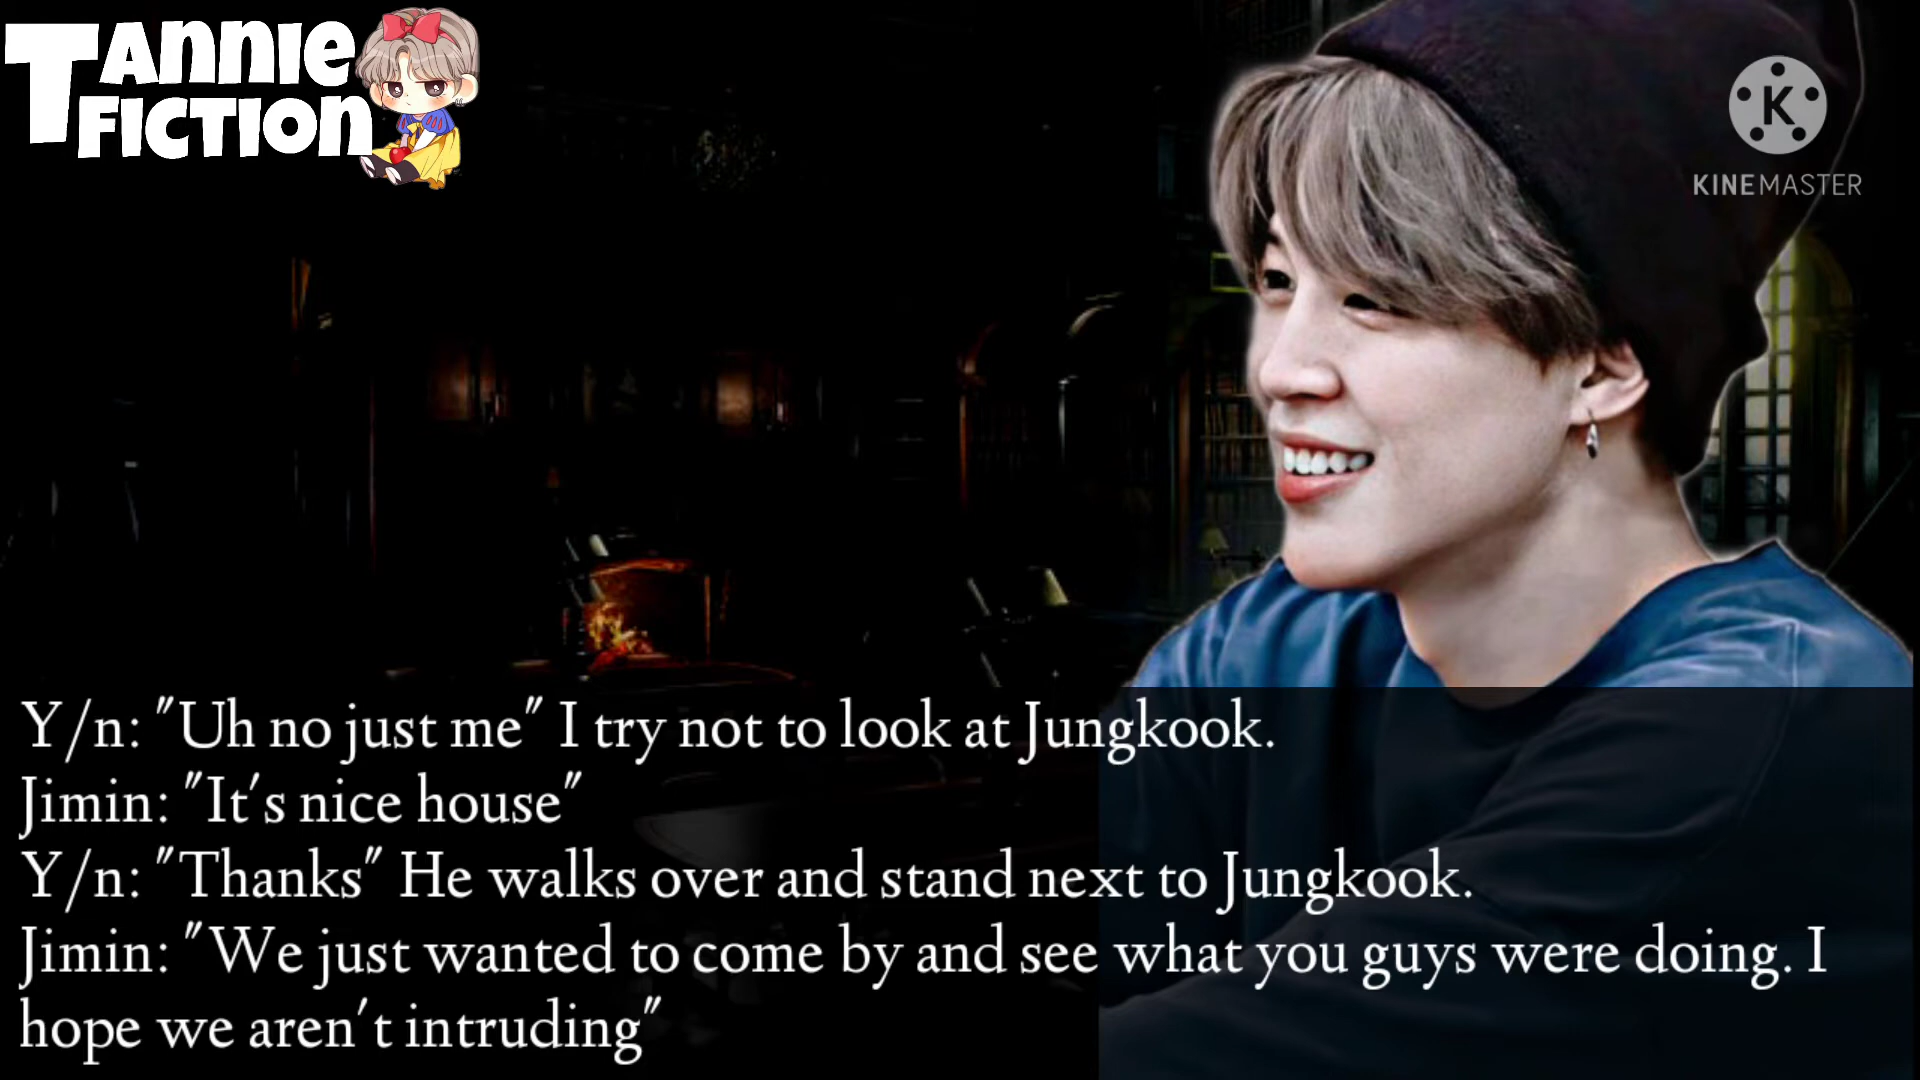 TANNIE
FICTION
K
KINEMASTER
Y/n: "Uh no just me" I try not to look at Jungkook.
Jimin: "It's nice house"
Y/n: "Thanks" He walks over and stand next to Jungkook.
Jimin: "We just wanted to come by and see what you guys were doing. I
hope we aren't intruding"